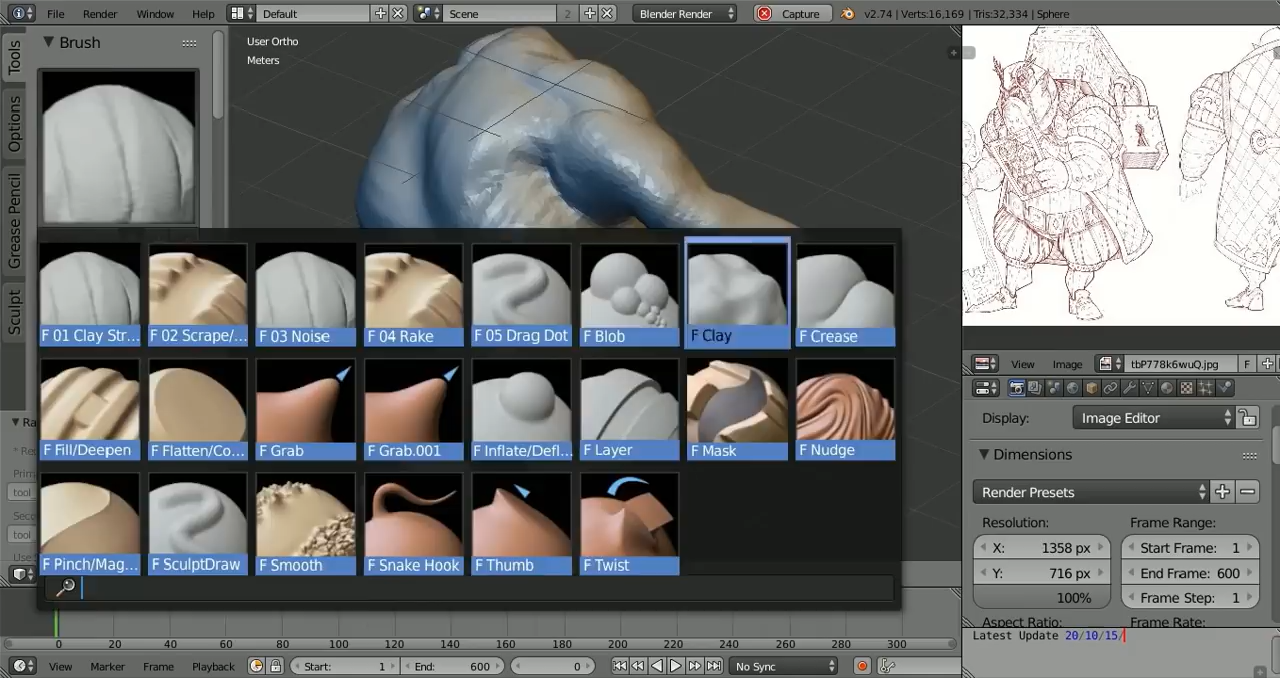 File Render Window Help Default Scene 2 Blender Render Capture v2.74 | Verts:16,169 | Tris:32,334 | Sphere
Tools
Options
Grease Pencil
Sculpt
Brush
User Ortho
Meters
F 01 Clay Str... F 02 Scrape/... F 03 Noise F 04 Rake F 05 Drag Dot F Blob F Clay F Crease
F Fill/Deepen F Flatten/Co... F Grab F Grab.001 F Inflate/Defl... F Layer F Mask F Nudge
F Pinch/Mag... F SculptDraw F Smooth F Snake Hook F Thumb F Twist
tool
tool
0 20 40 60 80 100 120 140 160 180 200 220 240 260 280 300
View Marker Frame Playback Start: 1 End: 600 0 No Sync
View Image tbP778k6wuQ.jpg F
Display: Image Editor
Dimensions
Render Presets
Resolution: Frame Range:
X: 1358 px Start Frame: 1
Y: 716 px End Frame: 600
100% Frame Step: 1
Aspect Ratio: Frame Rate:
Latest Update 20/10/15/